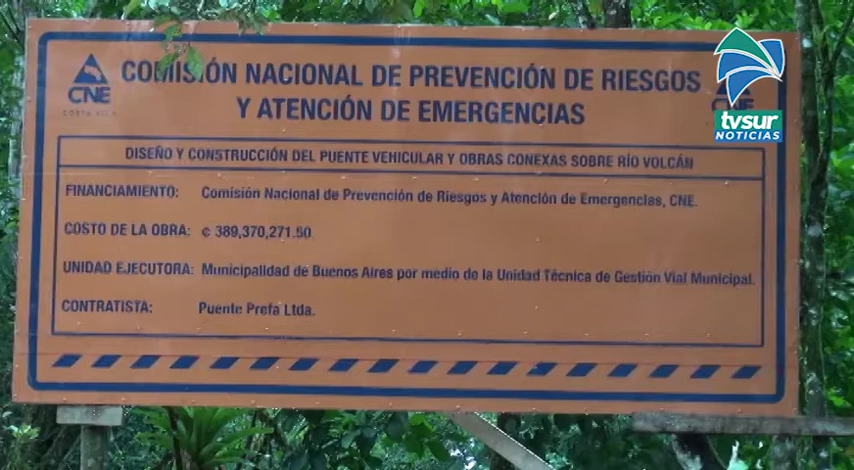 COMISIÓN NACIONAL DE PREVENCIÓN DE RIESGOS
Y ATENCIÓN DE EMERGENCIAS
CNE
COSTA RICA
tvsur
NOTICIAS
DISEÑO Y CONSTRUCCIÓN DEL PUENTE VEHICULAR Y OBRAS CONEXAS SOBRE RÍO VOLCÁN
FINANCIAMIENTO: Comisión Nacional de Prevención de Riesgos y Atención de Emergencias, CNE.
COSTO DE LA OBRA: ¢ 389,370,271.50
UNIDAD EJECUTORA: Municipalidad de Buenos Aires por medio de la Unidad Técnica de Gestión Vial Municipal.
CONTRATISTA: Puente Prefa Ltda.